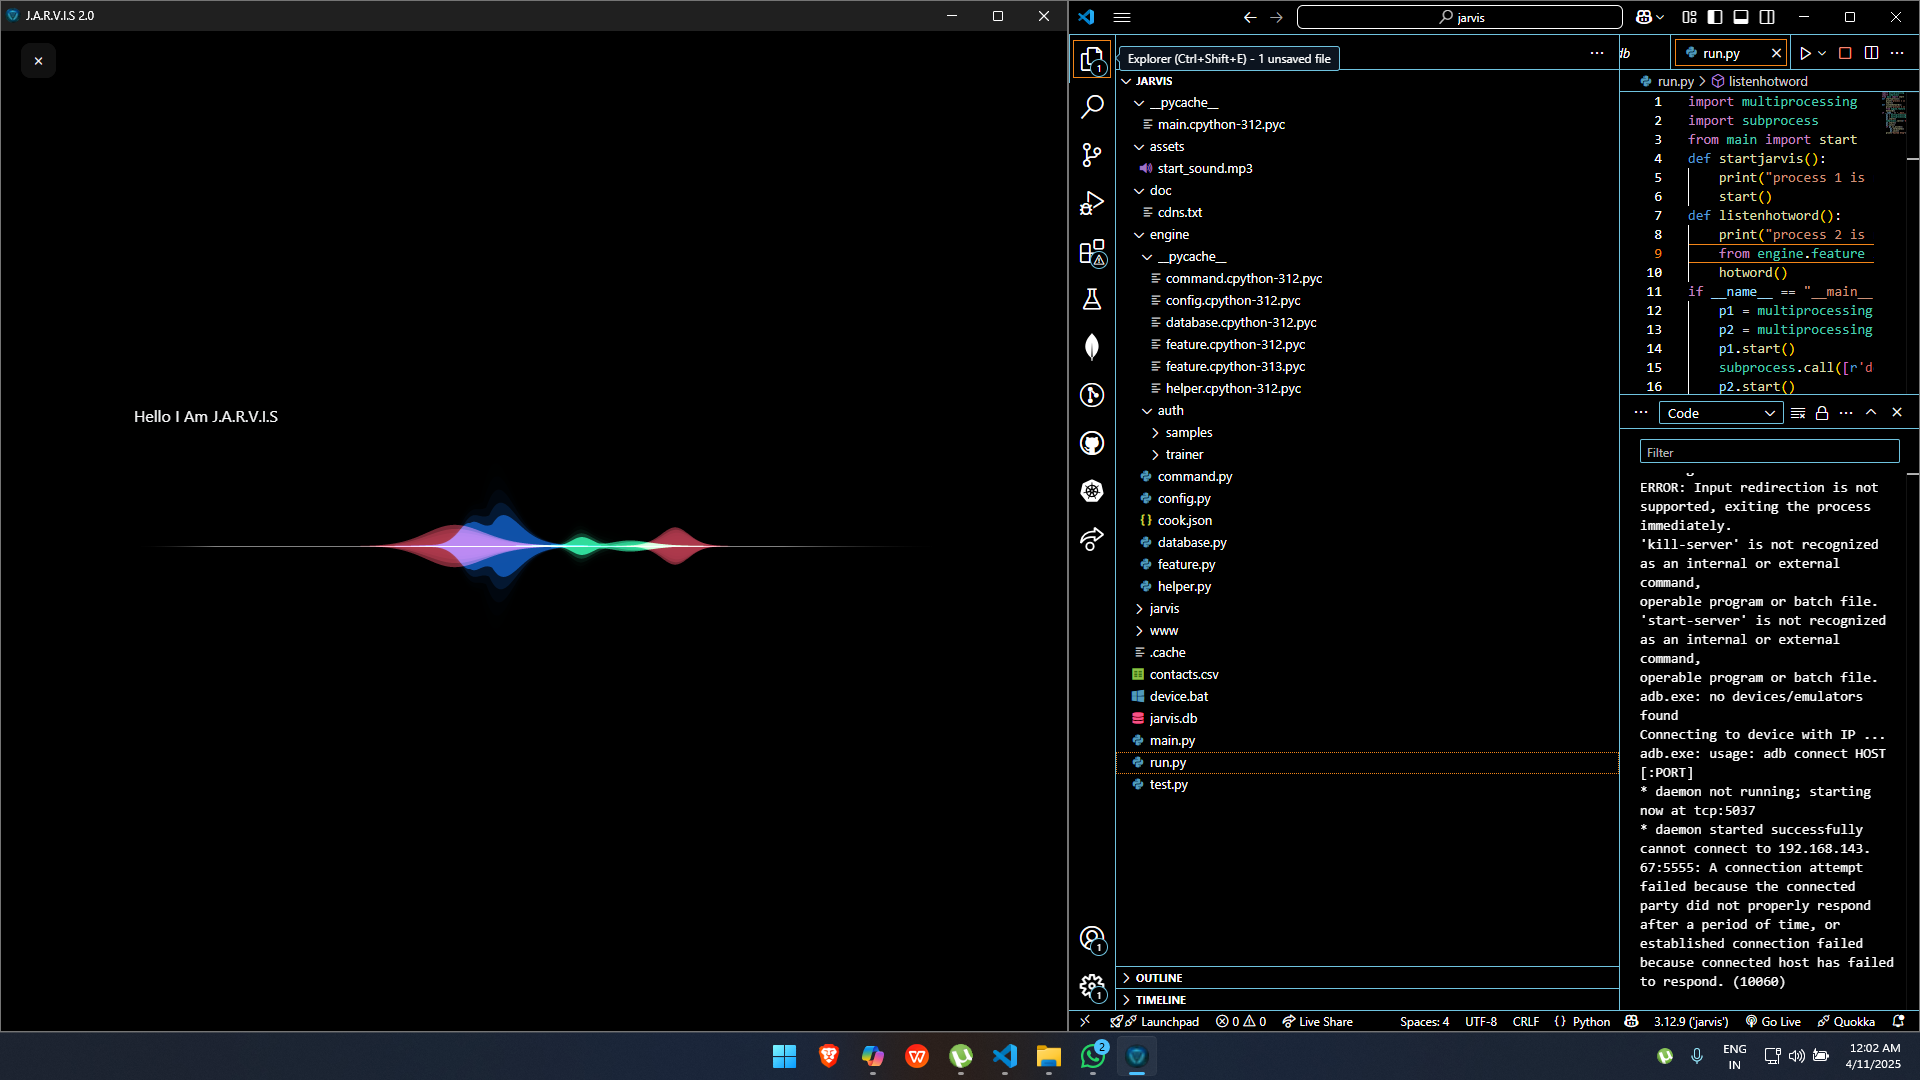 J.A.R.V.I.S 2.0
Hello I Am J.A.R.V.I.S
jarvis
Explorer (Ctrl+Shift+E) - 1 unsaved file
1
JARVIS
__pycache__
main.cpython-312.pyc
assets
start_sound.mp3
doc
cdns.txt
engine
__pycache__
command.cpython-312.pyc
config.cpython-312.pyc
database.cpython-312.pyc
feature.cpython-312.pyc
feature.cpython-313.pyc
helper.cpython-312.pyc
auth
samples
trainer
command.py
config.py
cook.json
database.py
feature.py
helper.py
jarvis
www
.cache
contacts.csv
device.bat
jarvis.db
main.py
run.py
test.py
OUTLINE
TIMELINE
1
1
db
run.py
run.py > listenhotword
1 import multiprocessing
2 import subprocess
3 from main import start
4 def startjarvis():
5 print("process 1 is
6 start()
7 def listenhotword():
8 print("process 2 is
9 from engine.feature
10 hotword()
11 if __name__ == "__main__
12 p1 = multiprocessing
13 p2 = multiprocessing
14 p1.start()
15 subprocess.call([r'd
16 p2.start()
Code
Filter
ERROR: Input redirection is not
supported, exiting the process
immediately.
'kill-server' is not recognized
as an internal or external
command,
operable program or batch file.
'start-server' is not recognized
as an internal or external
command,
operable program or batch file.
adb.exe: no devices/emulators
found
Connecting to device with IP ...
adb.exe: usage: adb connect HOST
[:PORT]
* daemon not running; starting
now at tcp:5037
* daemon started successfully
cannot connect to 192.168.143.
67:5555: A connection attempt
failed because the connected
party did not properly respond
after a period of time, or
established connection failed
because connected host has failed
to respond. (10060)
Launchpad 0 0 Live Share Spaces: 4 UTF-8 CRLF {} Python 3.12.9 ('jarvis') Go Live Quokka
2
ENG
IN
12:02 AM
4/11/2025